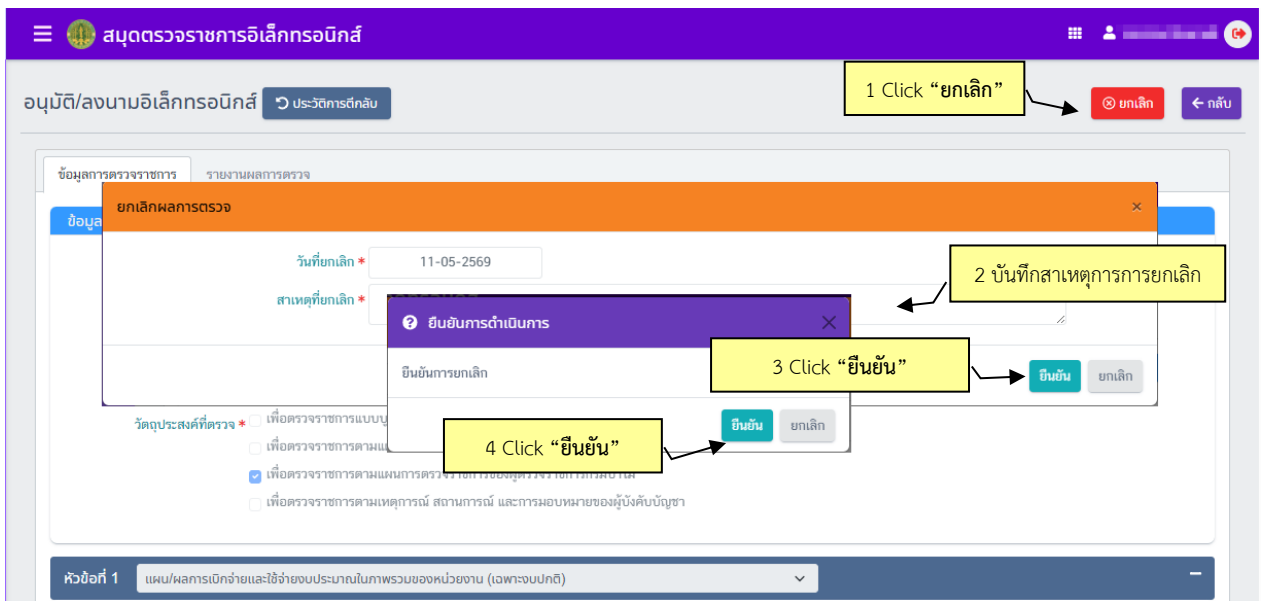 สมุดตรวจราชการอิเล็กทรอนิกส์
1 Click “ยกเลิก”
อนุมัติ/ลงนามอิเล็กทรอนิกส์ ประวัติการตีกลับ
ยกเลิก
กลับ
ข้อมูลการตรวจราชการ รายงานผลการตรวจ
ข้อมูล
ยกเลิกผลการตรวจ ×
วันที่ยกเลิก * 11-05-2569
2 บันทึกสาเหตุการการยกเลิก
สาเหตุที่ยกเลิก *
ยืนยันการดำเนินการ
ยืนยันการยกเลิก
3 Click “ยืนยัน”
ยืนยัน ยกเลิก
ยืนยัน ยกเลิก
4 Click “ยืนยัน”
วัตถุประสงค์ที่ตรวจ * เพื่อตรวจราชการแบบบู
เพื่อตรวจราชการตามแ
เพื่อตรวจราชการตามแผนการตรวจราชการของผู้ตรวจราชการกรมป่าไม้
เพื่อตรวจราชการตามเหตุการณ์ สถานการณ์ และการมอบหมายของผู้บังคับบัญชา
หัวข้อที่ 1 แผน/ผลการเบิกจ่ายและใช้จ่ายงบประมาณในภาพรวมของหน่วยงาน (เฉพาะงบปกติ)